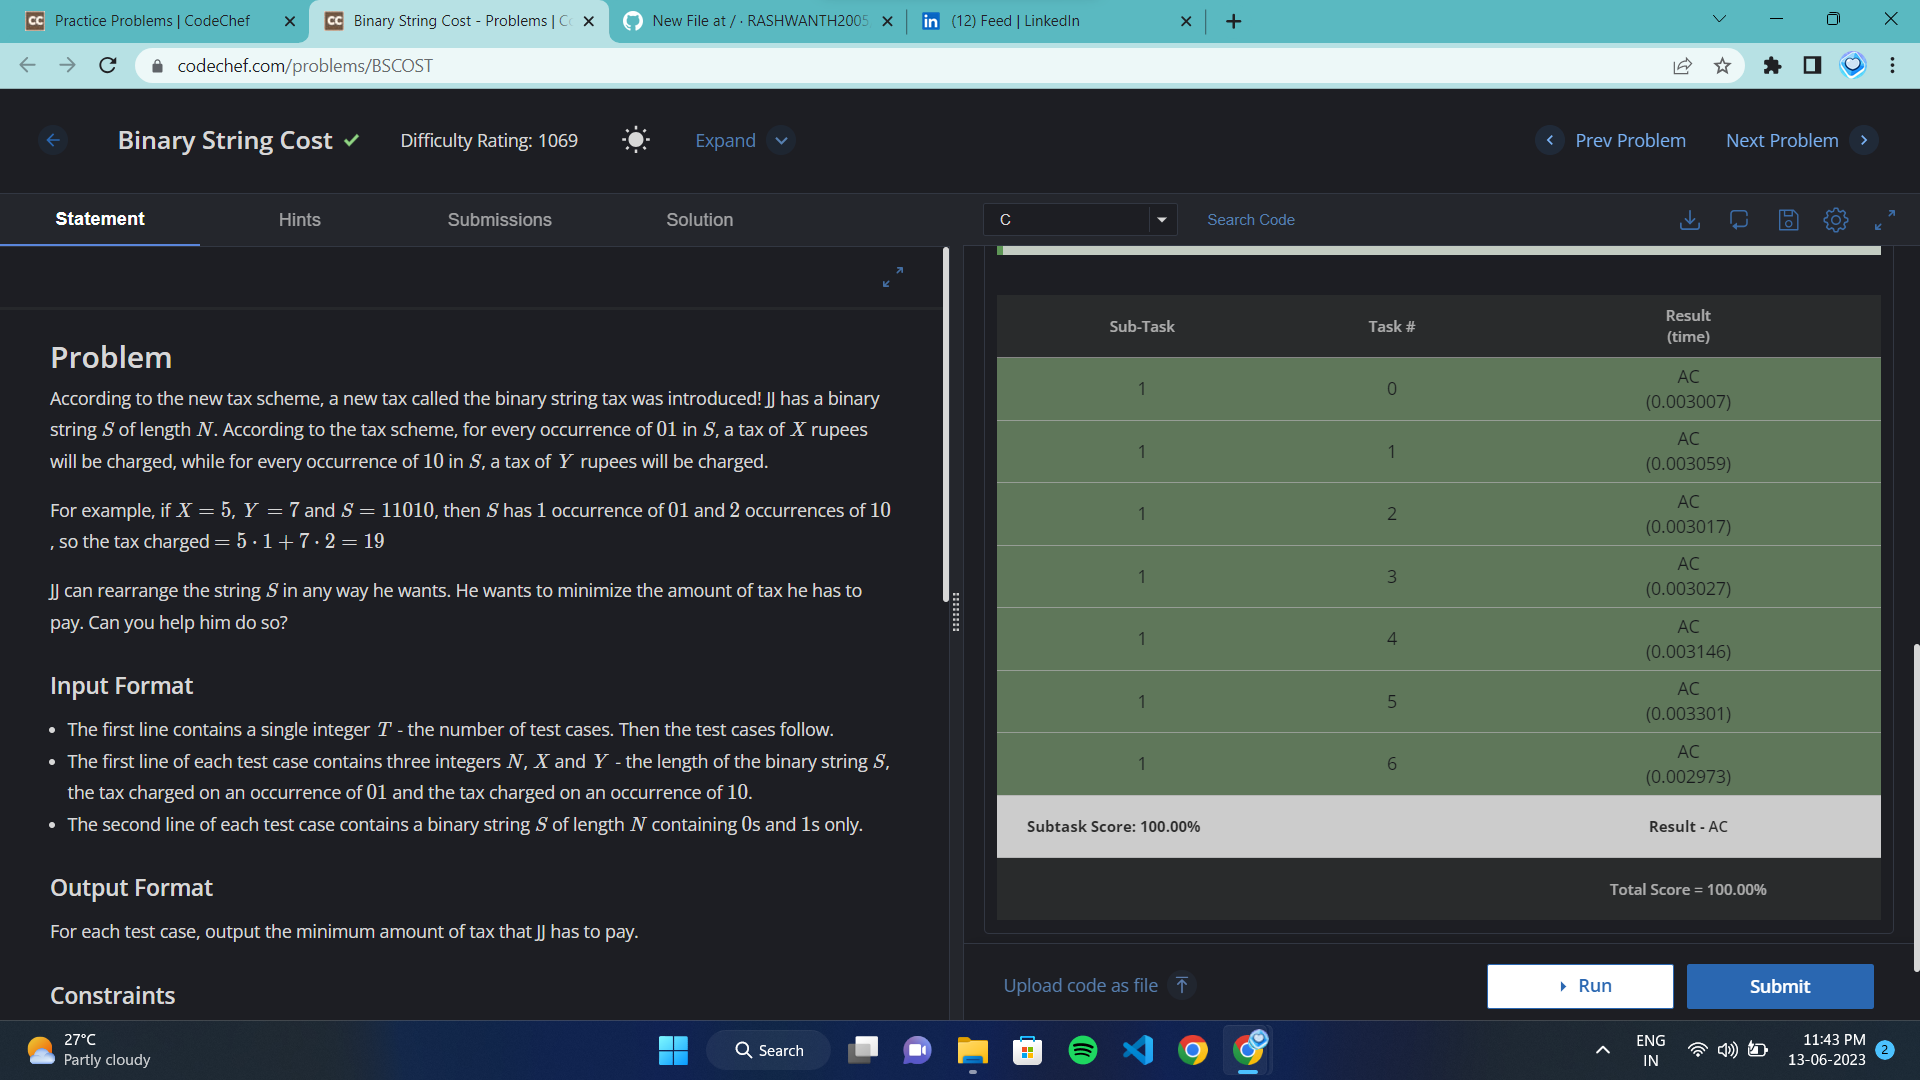 Practice Problems | CodeChef
Binary String Cost - Problems | Co
New File at / · RASHWANTH2005
in (12) Feed | LinkedIn
codechef.com/problems/BSCOST
Binary String Cost
Difficulty Rating: 1069
Expand
Prev Problem
Next Problem
Statement
Hints
Submissions
Solution
C
Search Code
Problem
According to the new tax scheme, a new tax called the binary string tax was introduced! JJ has a binary
string S of length N. According to the tax scheme, for every occurrence of 01 in S, a tax of X rupees
will be charged, while for every occurrence of 10 in S, a tax of Y rupees will be charged.
For example, if X = 5, Y = 7 and S = 11010, then S has 1 occurrence of 01 and 2 occurrences of 10
, so the tax charged = 5 · 1 + 7 · 2 = 19
JJ can rearrange the string S in any way he wants. He wants to minimize the amount of tax he has to
pay. Can you help him do so?
Input Format
• The first line contains a single integer T - the number of test cases. Then the test cases follow.
• The first line of each test case contains three integers N, X and Y - the length of the binary string S,
the tax charged on an occurrence of 01 and the tax charged on an occurrence of 10.
• The second line of each test case contains a binary string S of length N containing 0s and 1s only.
Output Format
For each test case, output the minimum amount of tax that JJ has to pay.
Constraints
Sub-Task Task # Result
(time)
1 0 AC
(0.003007)
1 1 AC
(0.003059)
1 2 AC
(0.003017)
1 3 AC
(0.003027)
1 4 AC
(0.003146)
1 5 AC
(0.003301)
1 6 AC
(0.002973)
Subtask Score: 100.00% Result - AC
Total Score = 100.00%
Upload code as file
Run
Submit
27°C
Partly cloudy
Search
ENG
IN
11:43 PM
13-06-2023
2